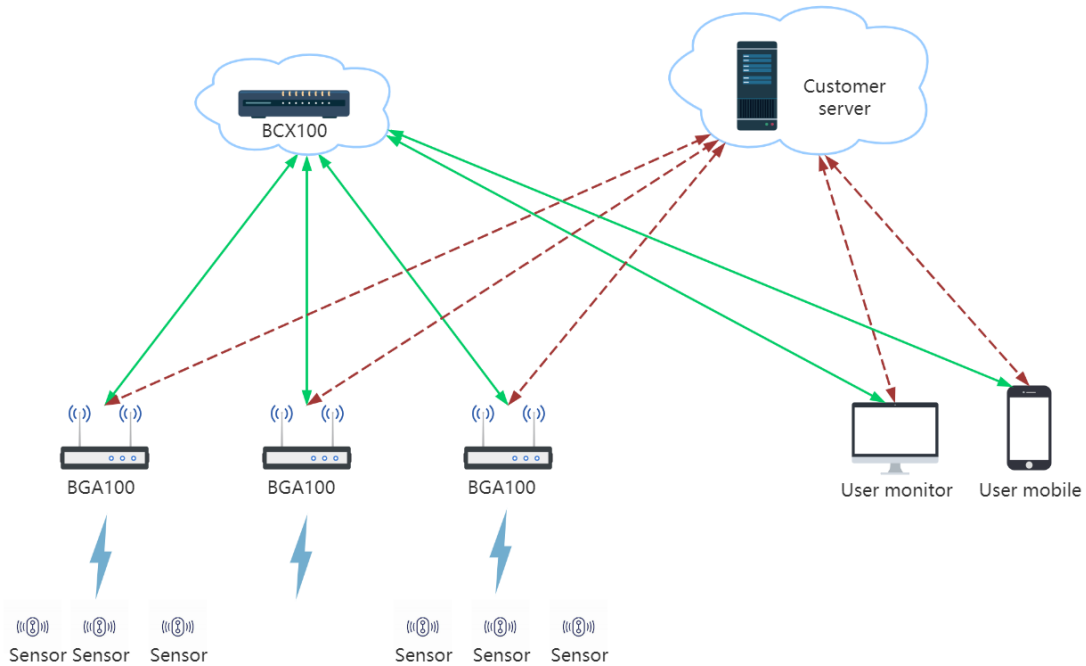 BCX100
Customer
server
BGA100
BGA100
BGA100
User monitor
User mobile
Sensor
Sensor
Sensor
Sensor
Sensor
Sensor